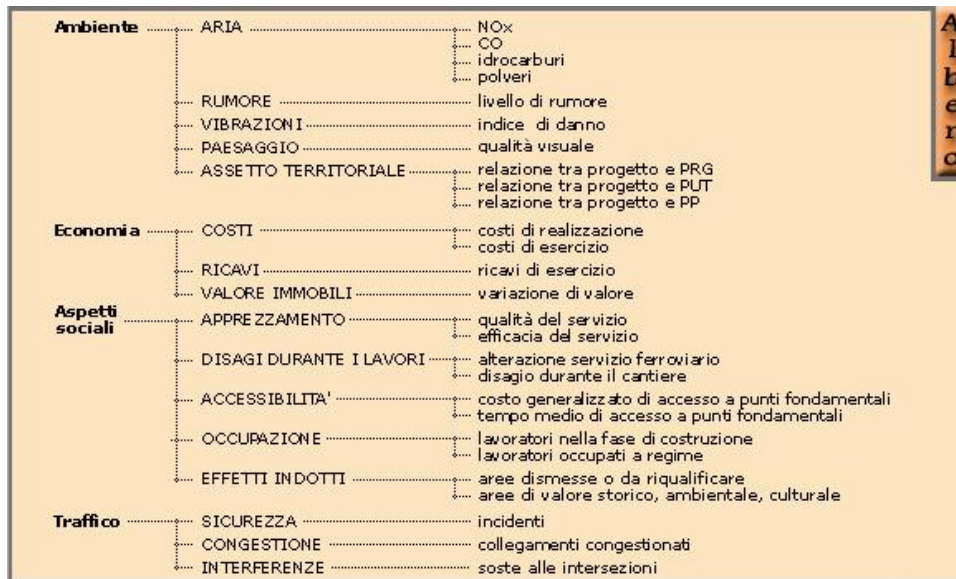 Ambiente ARIA NOx
CO
idrocarburi
polveri
RUMORE livello di rumore
VIBRAZIONI indice di danno
PAESAGGIO qualità visuale
ASSETTO TERRITORIALE relazione tra progetto e PRG
relazione tra progetto e PUT
relazione tra progetto e PP
Economia COSTI costi di realizzazione
costi di esercizio
RICAVI ricavi di esercizio
VALORE IMMOBILI variazione di valore
Aspetti
sociali APPREZZAMENTO qualità del servizio
efficacia del servizio
DISAGI DURANTE I LAVORI alterazione servizio ferroviario
disagio durante il cantiere
ACCESSIBILITA' costo generalizzato di accesso a punti fondamentali
tempo medio di accesso a punti fondamentali
OCCUPAZIONE lavoratori nella fase di costruzione
lavoratori occupati a regime
EFFETTI INDOTTI aree dismesse o da riqualificare
aree di valore storico, ambientale, culturale
Traffico SICUREZZA incidenti
CONGESTIONE collegamenti congestionati
INTERFERENZE soste alle intersezioni